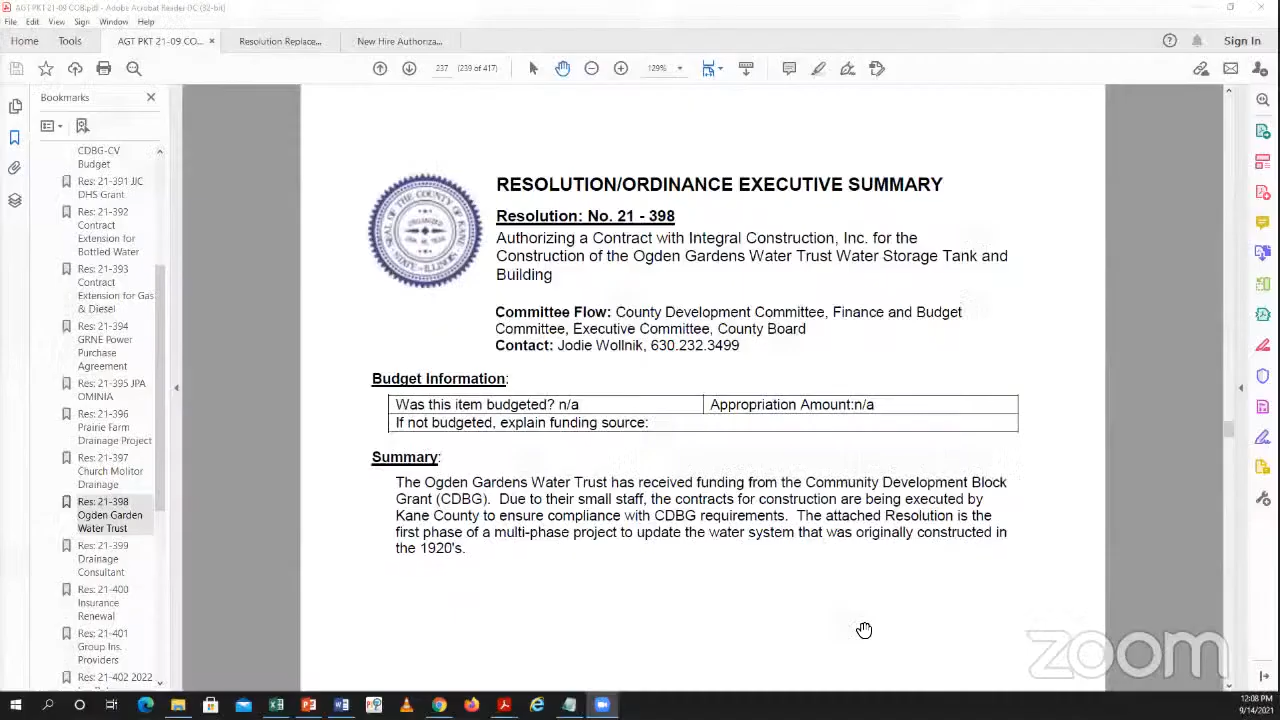 AGT PKT 21-09 COB.pdf - Adobe Acrobat Reader DC (32-bit)
File Edit View Sign Window Help
Home Tools AGT PKT 21-09 CO... × Resolution Replace... New Hire Authoriza... Sign In
237 (239 of 417) 129%
Bookmarks
CDBG-CV
Budget
Res: 21-391 JJC
DHS Grant
Res: 21-392
Contract
Extension for
Bottled Water
Res: 21-393
Contract
Extension for Gas
& Diesel
Res: 21-394
GRNE Power
Purchase
Agreement
Res: 21-395 JPA
OMINIA
Res: 21-396
Prairie Farm
Drainage Project
Res: 21-397
Church Molitor
Drainage
Res: 21-398
Ogden Garden
Water Trust
Res: 21-399
Drainage
Consultant
Res: 21-400
Insurance
Renewal
Res: 21-401
Group Ins.
Providers
Res: 21-402 2022
SEAL OF THE COUNTY OF KANE
STATE ILLINOIS
RESOLUTION/ORDINANCE EXECUTIVE SUMMARY
Resolution: No. 21 - 398
Authorizing a Contract with Integral Construction, Inc. for the
Construction of the Ogden Gardens Water Trust Water Storage Tank and
Building
Committee Flow: County Development Committee, Finance and Budget
Committee, Executive Committee, County Board
Contact: Jodie Wollnik, 630.232.3499
Budget Information:
Was this item budgeted? n/a Appropriation Amount:n/a
If not budgeted, explain funding source:
Summary:
The Ogden Gardens Water Trust has received funding from the Community Development Block
Grant (CDBG). Due to their small staff, the contracts for construction are being executed by
Kane County to ensure compliance with CDBG requirements. The attached Resolution is the
first phase of a multi-phase project to update the water system that was originally constructed in
the 1920's.
zoom
12:08 PM
9/14/2021